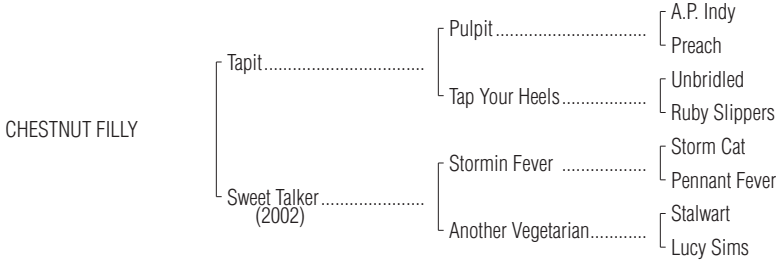 A.P. Indy
Pulpit
Preach
Tapit
Unbridled
Tap Your Heels
Ruby Slippers
CHESTNUT FILLY
Storm Cat
Stormin Fever
Pennant Fever
Sweet Talker
(2002)
Stalwart
Another Vegetarian
Lucy Sims